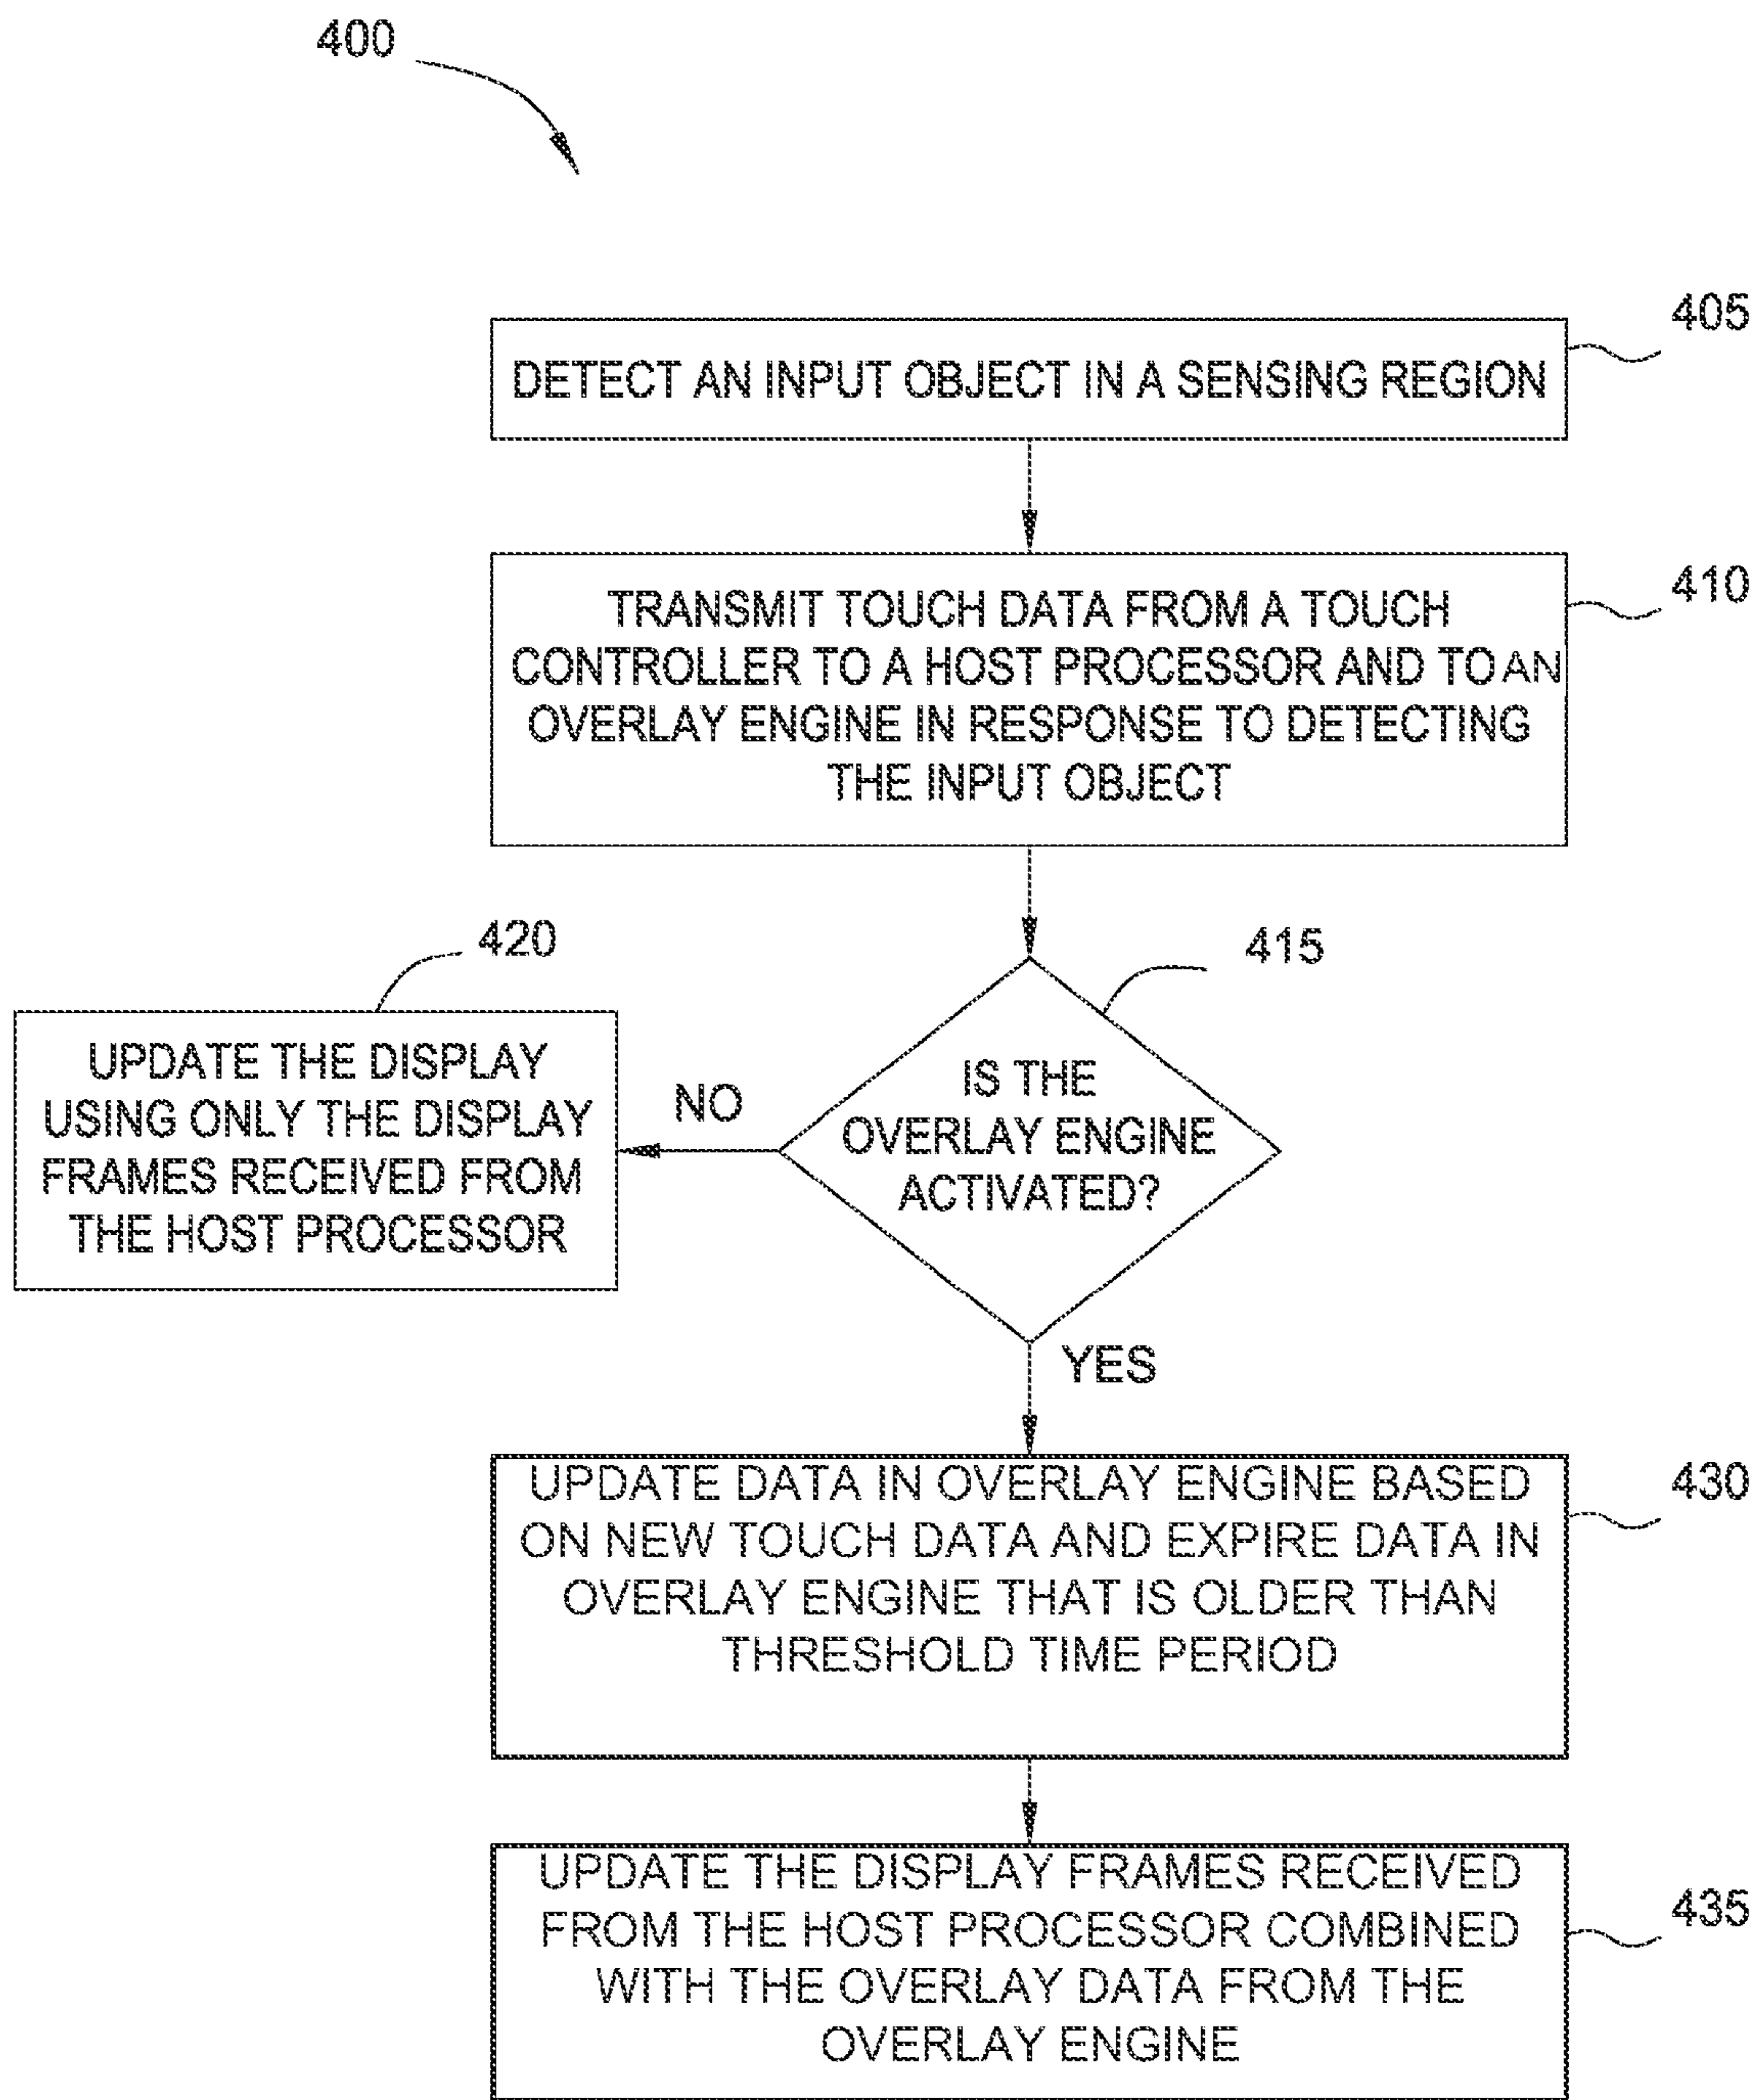 400
405
DETECT AN INPUT OBJECT IN A SENSING REGION
410
TRANSMIT TOUCH DATA FROM A TOUCH
CONTROLLER TO A HOST PROCESSOR AND TO AN
OVERLAY ENGINE IN RESPONSE TO DETECTING
THE INPUT OBJECT
420
415
UPDATE THE DISPLAY
USING ONLY THE DISPLAY
FRAMES RECEIVED FROM
THE HOST PROCESSOR
NO
IS THE
OVERLAY ENGINE
ACTIVATED?
YES
430
UPDATE DATA IN OVERLAY ENGINE BASED
ON NEW TOUCH DATA AND EXPIRE DATA IN
OVERLAY ENGINE THAT IS OLDER THAN
THRESHOLD TIME PERIOD
435
UPDATE THE DISPLAY FRAMES RECEIVED
FROM THE HOST PROCESSOR COMBINED
WITH THE OVERLAY DATA FROM THE
OVERLAY ENGINE